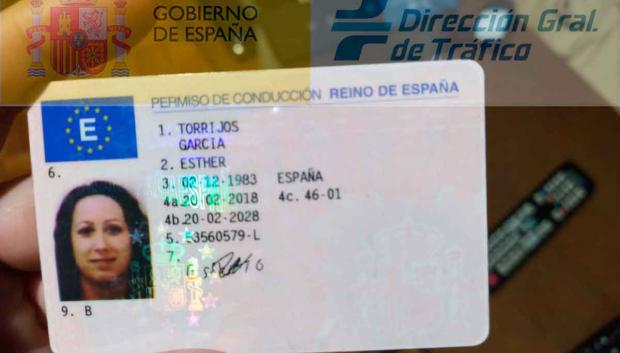 GOBIERNO
DE ESPAÑA
Dirección Gral.
de Tráfico
PERMISO DE CONDUCCIÓN REINO DE ESPAÑA
E
1. TORRIJOS
GARCIA
2. ESTHER
3. 02-12-1983 ESPAÑA
4a. 20-02-2018 4c. 46-01
4b. 20-02-2028
5. 3560579-L
7.
6.
9. B